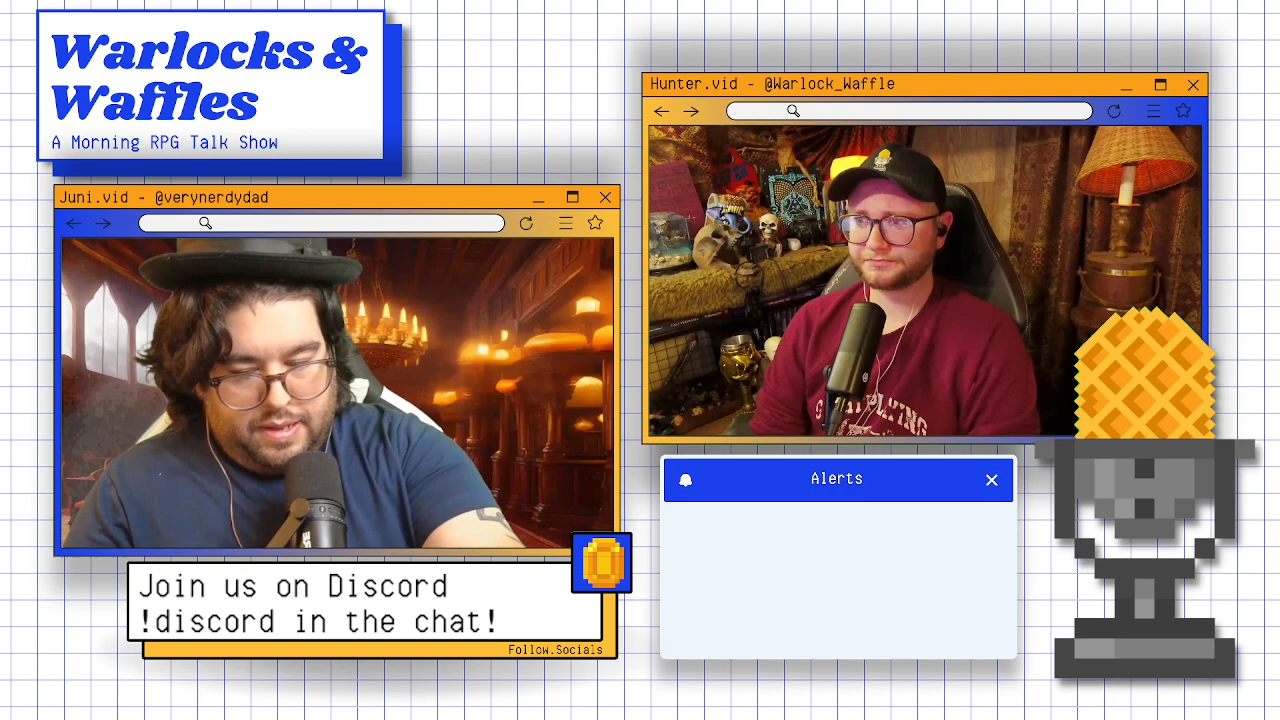 Warlocks &
Waffles
A Morning RPG Talk Show
Juni.vid - @verynerdydad
Hunter.vid - @Warlock_Waffle
Alerts
Join us on Discord
!discord in the chat!
Follow.Socials